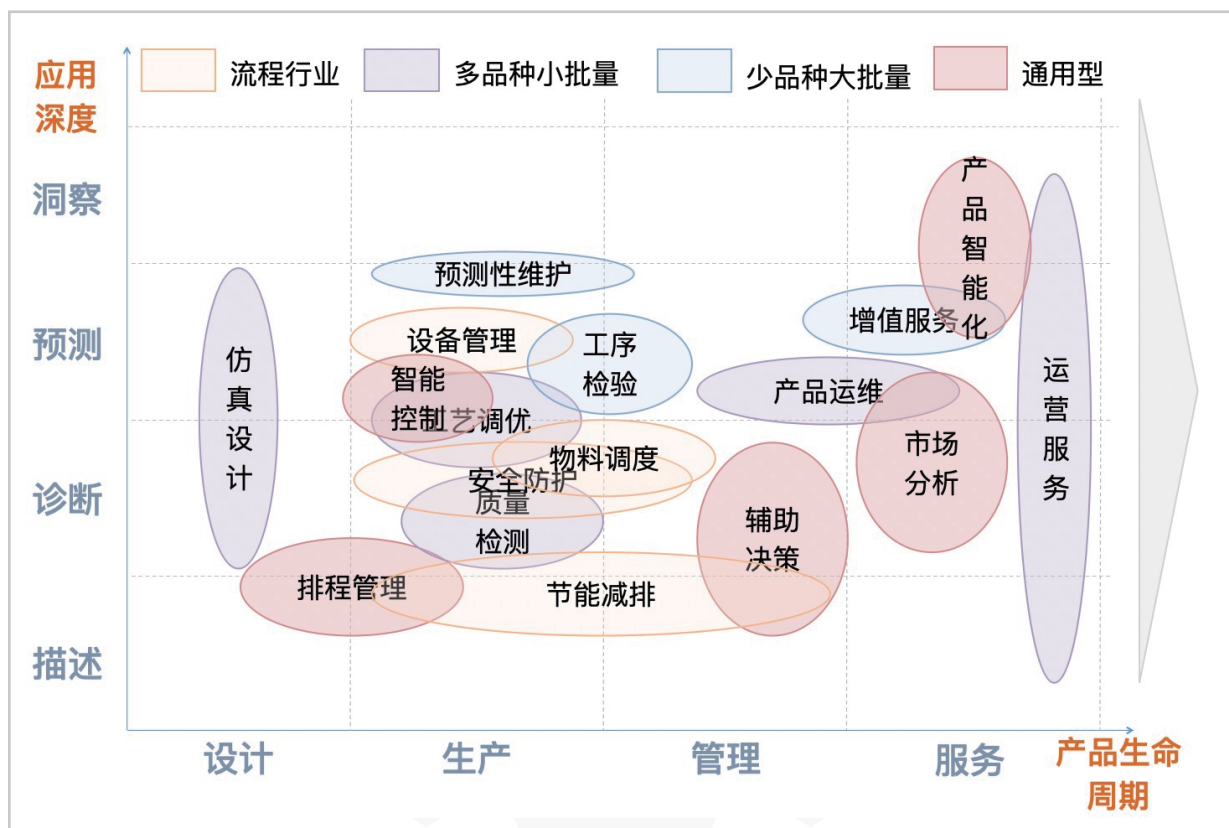 应用
深度
流程行业
多品种小批量
少品种大批量
通用型
洞察
预测
诊断
描述
产
品
智
能
化
预测性维护
增值服务
设备管理
工序
检验
仿
真
设
计
智能
控制
工艺调优
产品运维
运
营
服
务
物料调度
市场
分析
安全防护
质量
检测
辅助
决策
排程管理
节能减排
设计
生产
管理
服务
产品生命
周期